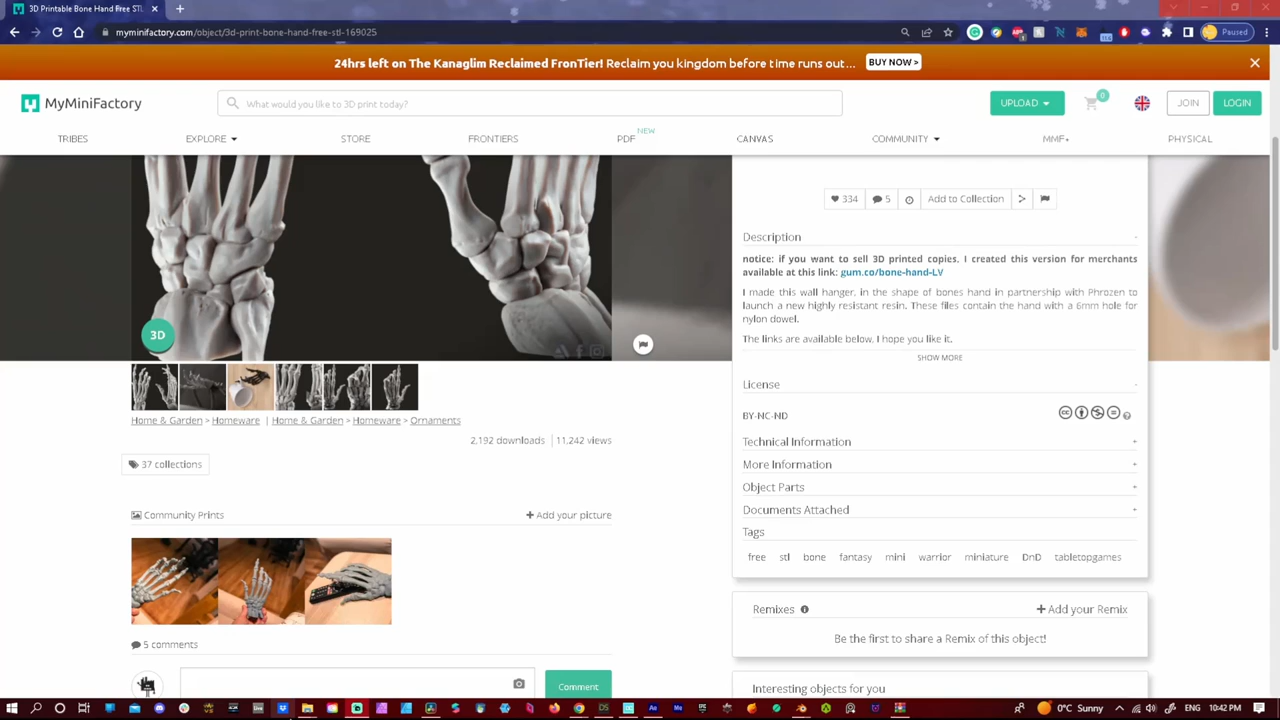 3D Printable Bone Hand Free STL
myminifactory.com/object/3d-print-bone-hand-free-stl-169025
Paused
24hrs left on The Kanaglim Reclaimed FronTier! Reclaim you kingdom before time runs out...
BUY NOW >
MyMiniFactory
What would you like to 3D print today?
UPLOAD
0
JOIN
LOGIN
TRIBES
EXPLORE
STORE
FRONTIERS
PDF NEW
CANVAS
COMMUNITY
MMF+
PHYSICAL
3D
Home & Garden > Homeware | Home & Garden > Homeware > Ornaments
2,192 downloads | 11,242 views
37 collections
Community Prints
+ Add your picture
5 comments
Comment
334
5
Add to Collection
Description
notice: if you want to sell 3D printed copies. I created this version for merchants
available at this link: gum.co/bone-hand-LV
I made this wall hanger, in the shape of bones hand in partnership with Phrozen to
launch a new highly resistant resin. These files contain the hand with a 6mm hole for
nylon dowel.
The links are available below. I hope you like it.
SHOW MORE
License
BY-NC-ND
Technical Information
More Information
Object Parts
Documents Attached
Tags
free stl bone fantasy mini warrior miniature DnD tabletopgames
Remixes
+ Add your Remix
Be the first to share a Remix of this object!
Interesting objects for you
0°C Sunny
10:42 PM